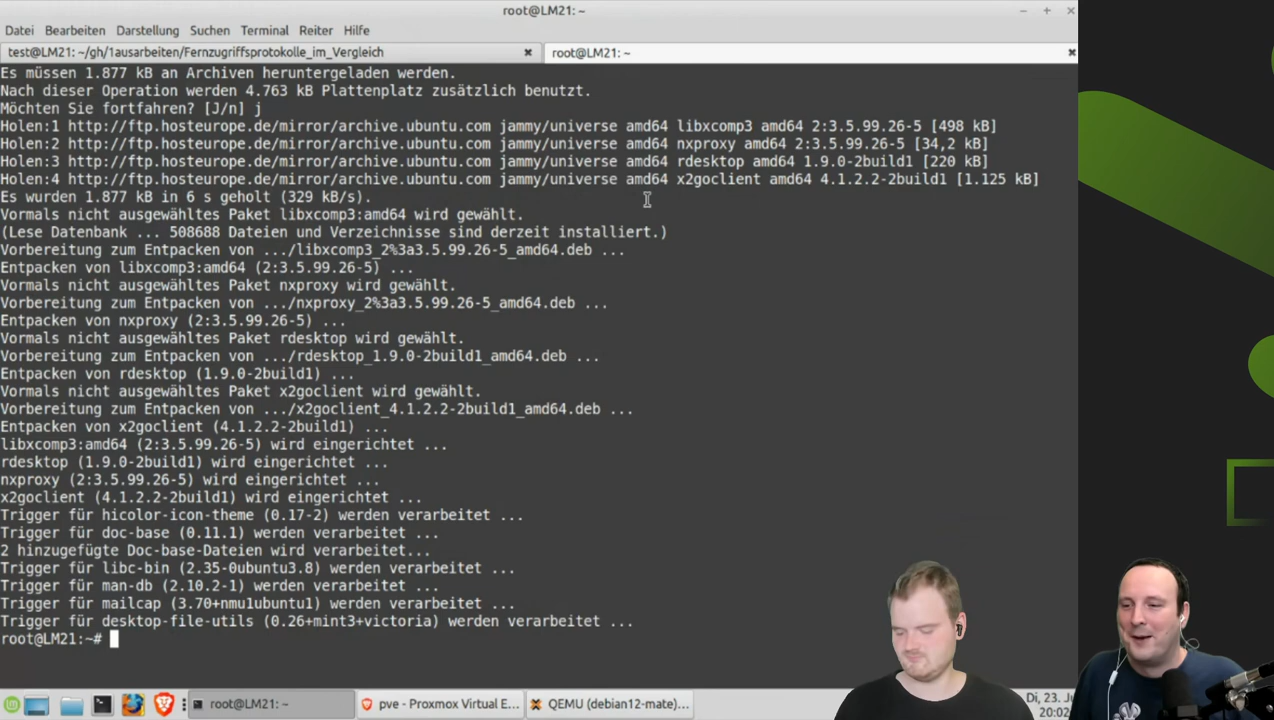 root@LM21: ~
Datei Bearbeiten Darstellung Suchen Terminal Reiter Hilfe
test@LM21: ~/gh/1ausarbeiten/Fernzugriffsprotokolle_im_Vergleich
root@LM21: ~
Es müssen 1.877 kB an Archiven heruntergeladen werden.
Nach dieser Operation werden 4.763 kB Plattenplatz zusätzlich benutzt.
Möchten Sie fortfahren? [J/n] j
Holen:1 http://ftp.hosteurope.de/mirror/archive.ubuntu.com jammy/universe amd64 libxcomp3 amd64 2:3.5.99.26-5 [498 kB]
Holen:2 http://ftp.hosteurope.de/mirror/archive.ubuntu.com jammy/universe amd64 nxproxy amd64 2:3.5.99.26-5 [34,2 kB]
Holen:3 http://ftp.hosteurope.de/mirror/archive.ubuntu.com jammy/universe amd64 rdesktop amd64 1.9.0-2build1 [220 kB]
Holen:4 http://ftp.hosteurope.de/mirror/archive.ubuntu.com jammy/universe amd64 x2goclient amd64 4.1.2.2-2build1 [1.125 kB]
Es wurden 1.877 kB in 6 s geholt (329 kB/s).
Vormals nicht ausgewähltes Paket libxcomp3:amd64 wird gewählt.
(Lese Datenbank ... 508688 Dateien und Verzeichnisse sind derzeit installiert.)
Vorbereitung zum Entpacken von .../libxcomp3_2%3a3.5.99.26-5_amd64.deb ...
Entpacken von libxcomp3:amd64 (2:3.5.99.26-5) ...
Vormals nicht ausgewähltes Paket nxproxy wird gewählt.
Vorbereitung zum Entpacken von .../nxproxy_2%3a3.5.99.26-5_amd64.deb ...
Entpacken von nxproxy (2:3.5.99.26-5) ...
Vormals nicht ausgewähltes Paket rdesktop wird gewählt.
Vorbereitung zum Entpacken von .../rdesktop_1.9.0-2build1_amd64.deb ...
Entpacken von rdesktop (1.9.0-2build1) ...
Vormals nicht ausgewähltes Paket x2goclient wird gewählt.
Vorbereitung zum Entpacken von .../x2goclient_4.1.2.2-2build1_amd64.deb ...
Entpacken von x2goclient (4.1.2.2-2build1) ...
libxcomp3:amd64 (2:3.5.99.26-5) wird eingerichtet ...
rdesktop (1.9.0-2build1) wird eingerichtet ...
nxproxy (2:3.5.99.26-5) wird eingerichtet ...
x2goclient (4.1.2.2-2build1) wird eingerichtet ...
Trigger für hicolor-icon-theme (0.17-2) werden verarbeitet ...
Trigger für doc-base (0.11.1) werden verarbeitet ...
2 hinzugefügte Doc-base-Dateien wird verarbeitet...
Trigger für libc-bin (2.35-0ubuntu3.8) werden verarbeitet ...
Trigger für man-db (2.10.2-1) werden verarbeitet ...
Trigger für mailcap (3.70+nmu1ubuntu1) werden verarbeitet ...
Trigger für desktop-file-utils (0.26+mint3+victoria) werden verarbeitet ...
root@LM21:~#
root@LM21: ~
pve - Proxmox Virtual E...
QEMU (debian12-mate)...
Di, 23.
20:02